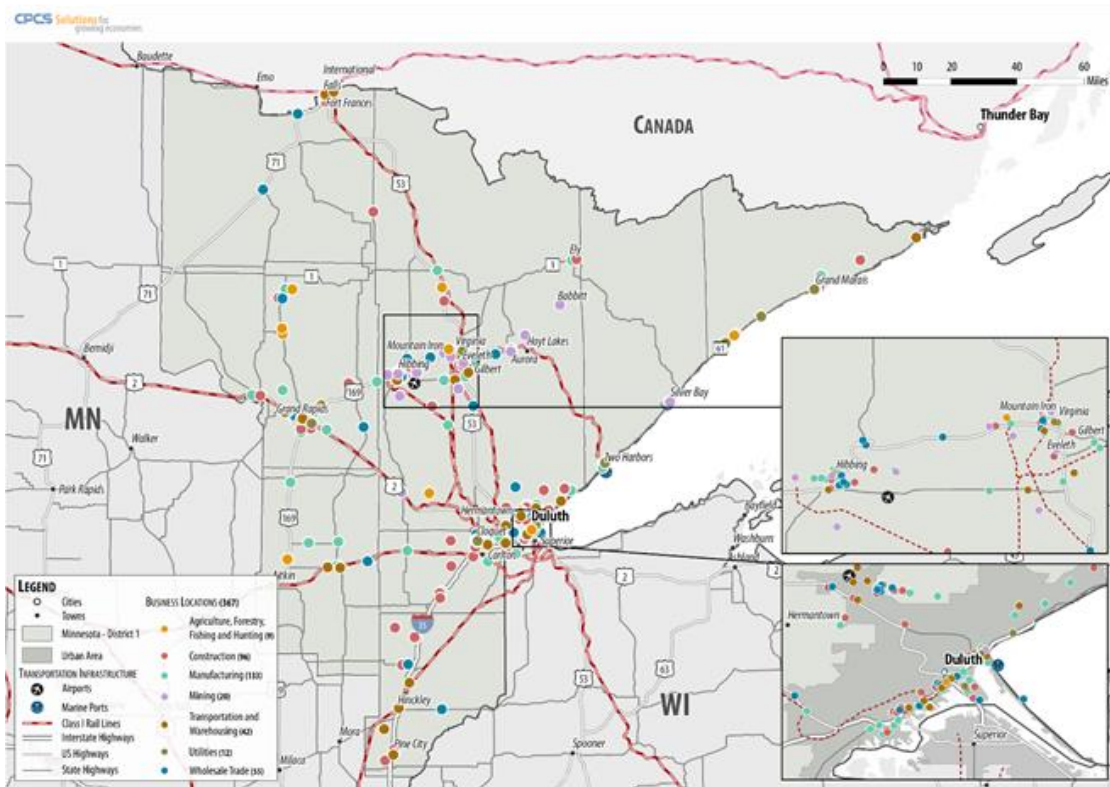 CPCS Solutions for
growing economies
Baudette
Emo
International
Falls
Fort Frances
0 10 20 40 60
Miles
Thunder Bay
CANADA
71
53
1
1
1
Ely
Babbitt
Grand Marais
61
71
Bemidji
2
Mountain Iron
Virginia
Hoyt Lakes
Eveleth
Aurora
Hibbing
Gilbert
169
Silver Bay
Grand Rapids
53
MN
Walker
71
Park Rapids
2
Two Harbors
169
Hermantown
Duluth
Cloquet
Superior
Carlton
Bayfield
Washburn
Ashland
2
2
Aitkin
35
63
53
WI
Hinckley
Mora
Pine City
Milaca
Spooner
Mountain Iron
Virginia
Gilbert
Eveleth
Hibbing
Hermantown
Duluth
Superior
LEGEND
Cities
Towns
Minnesota - District 1
Urban Area
TRANSPORTATION INFRASTRUCTURE
Airports
Marine Ports
Class I Rail Lines
Interstate Highways
US Highways
State Highways
BUSINESS LOCATIONS (367)
Agriculture, Forestry,
Fishing and Hunting (9)
Construction (96)
Manufacturing (133)
Mining (20)
Transportation and
Warehousing (42)
Utilities (12)
Wholesale Trade (55)